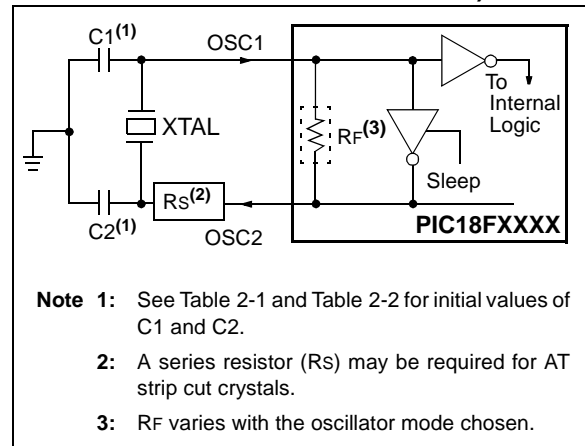 C1(1)
OSC1
To
Internal
Logic
XTAL
RF(3)
Sleep
RS(2)
C2(1)
OSC2
PIC18FXXXX
Note 1: See Table 2-1 and Table 2-2 for initial values of
C1 and C2.
2: A series resistor (RS) may be required for AT
strip cut crystals.
3: RF varies with the oscillator mode chosen.